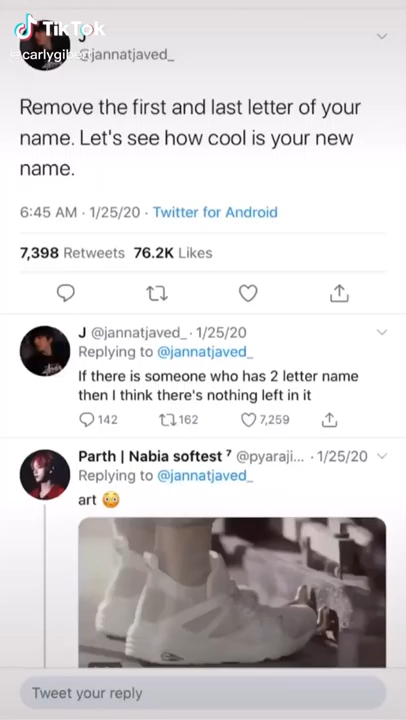 TikTok
J
@carlygi
@jannatjaved_
Remove the first and last letter of your
name. Let's see how cool is your new
name.
6:45 AM · 1/25/20 · Twitter for Android
7,398 Retweets 76.2K Likes
J @jannatjaved_ · 1/25/20
Replying to @jannatjaved_
If there is someone who has 2 letter name
then I think there's nothing left in it
142 162 7,259
Parth | Nabia softest ⁷ @pyaraji... · 1/25/20
Replying to @jannatjaved_
art 😳
Tweet your reply